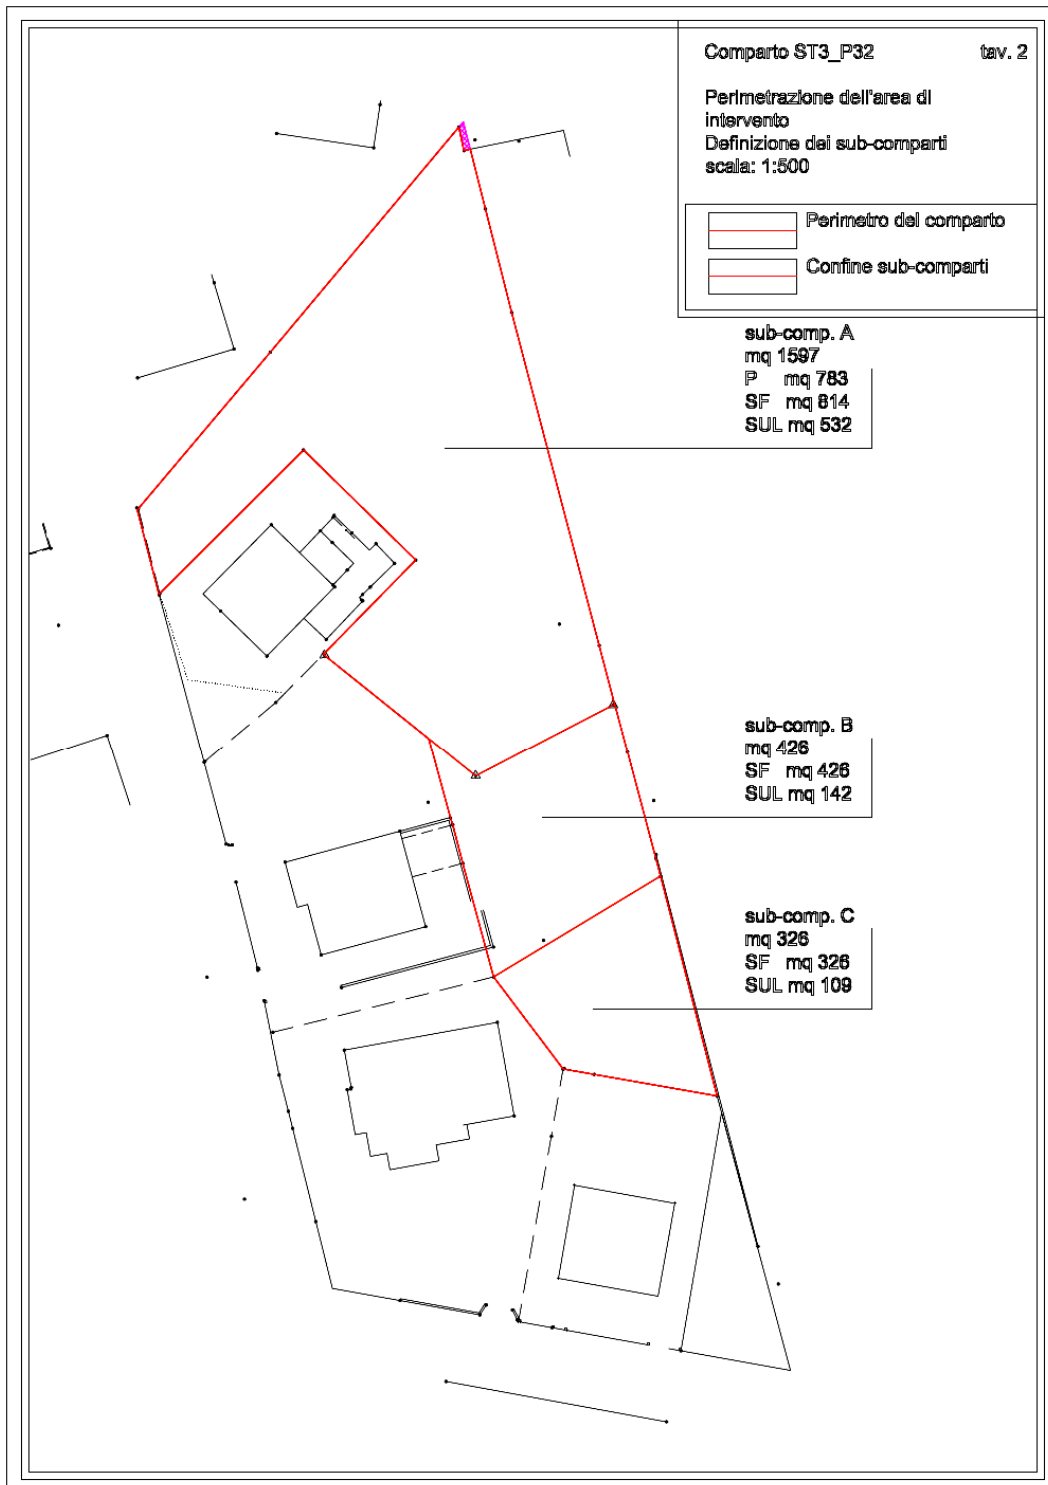 Comparto ST3_P32 tav. 2
Perimetrazione dell'area di
intervento
Definizione dei sub-comparti
scala: 1:500
Perimetro del comparto
Confine sub-comparti
sub-comp. A
mq 1597
P mq 783
SF mq 814
SUL mq 532
sub-comp. B
mq 426
SF mq 426
SUL mq 142
sub-comp. C
mq 326
SF mq 326
SUL mq 109